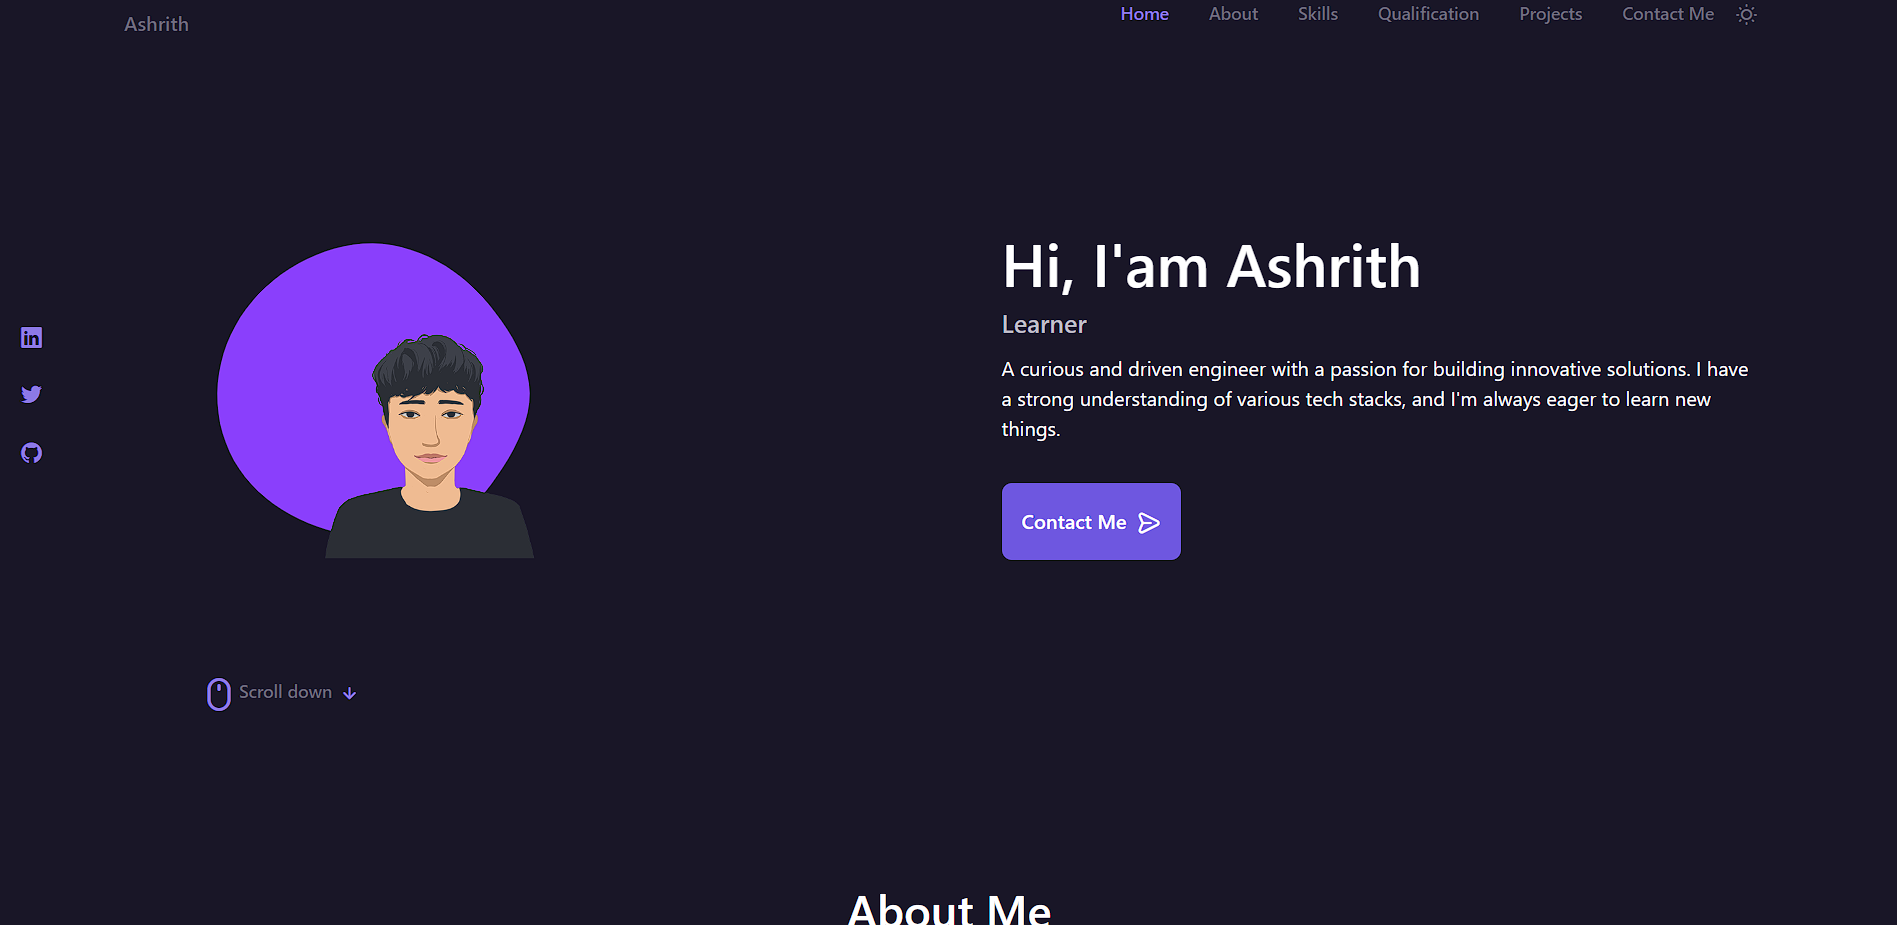 Ashrith
Home About Skills Qualification Projects Contact Me
Hi, I'am Ashrith
Learner
A curious and driven engineer with a passion for building innovative solutions. I have
a strong understanding of various tech stacks, and I'm always eager to learn new
things.
in
Contact Me
Scroll down
About Me